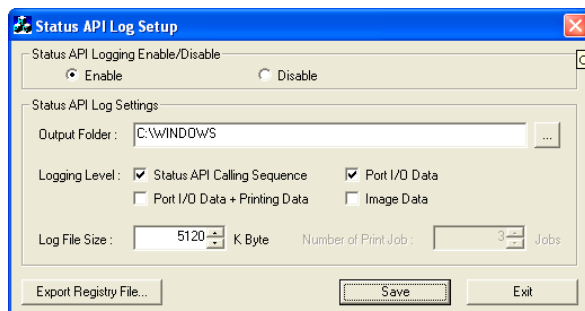 Status API Log Setup
Status API Logging Enable/Disable
Enable Disable
Status API Log Settings
Output Folder : C:\WINDOWS ...
Logging Level : Status API Calling Sequence Port I/O Data
Port I/O Data + Printing Data Image Data
Log File Size : 5120 K Byte Number of Print Job : 3 Jobs
Export Registry File... Save Exit